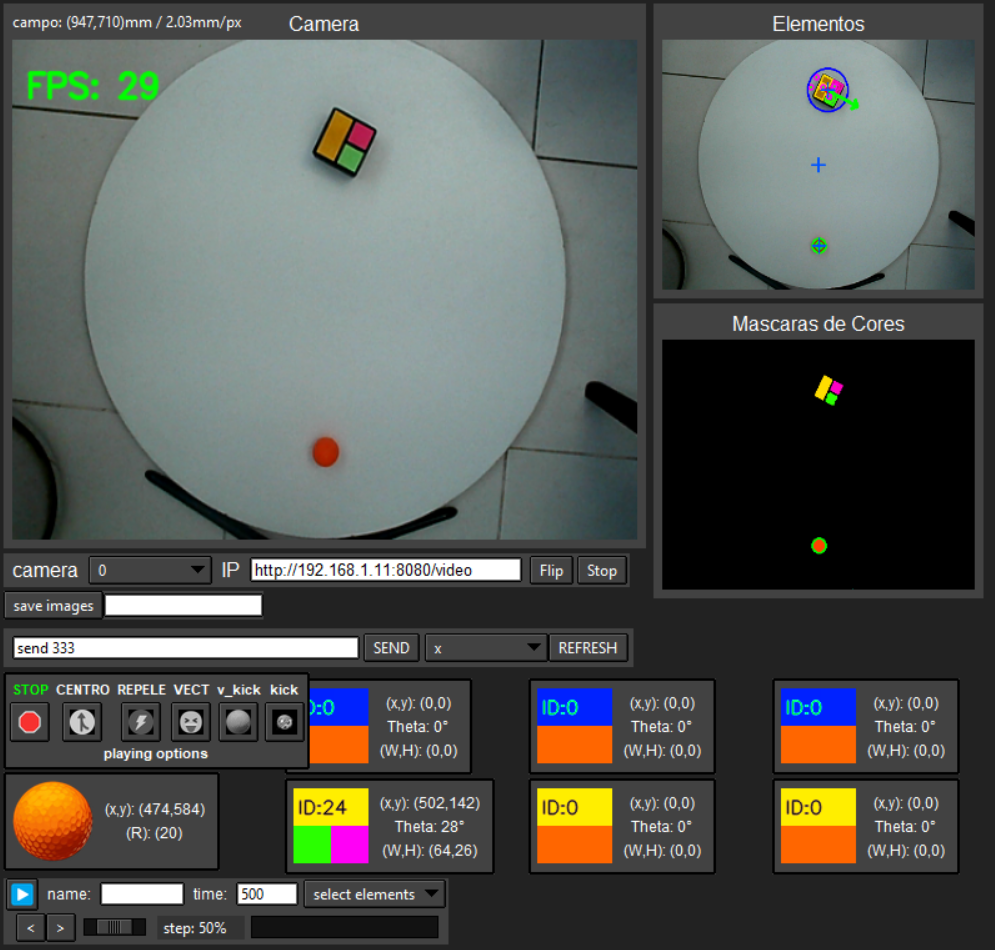 campo: (947,710)mm / 2.03mm/px
Camera
FPS: 29
Elementos
Mascaras de Cores
camera
0
IP
http://192.168.1.11:8080/video
Flip
Stop
save images
send 333
SEND
x
REFRESH
STOP
CENTRO
REPELE
VECT
v_kick
kick
playing options
D:0
(x,y): (0,0)
Theta: 0°
(W,H): (0,0)
ID:0
(x,y): (0,0)
Theta: 0°
(W,H): (0,0)
ID:0
(x,y): (0,0)
Theta: 0°
(W,H): (0,0)
(x,y): (474,584)
(R): (20)
ID:24
(x,y): (502,142)
Theta: 28°
(W,H): (64,26)
ID:0
(x,y): (0,0)
Theta: 0°
(W,H): (0,0)
ID:0
(x,y): (0,0)
Theta: 0°
(W,H): (0,0)
name:
time:
500
select elements
<
>
step: 50%